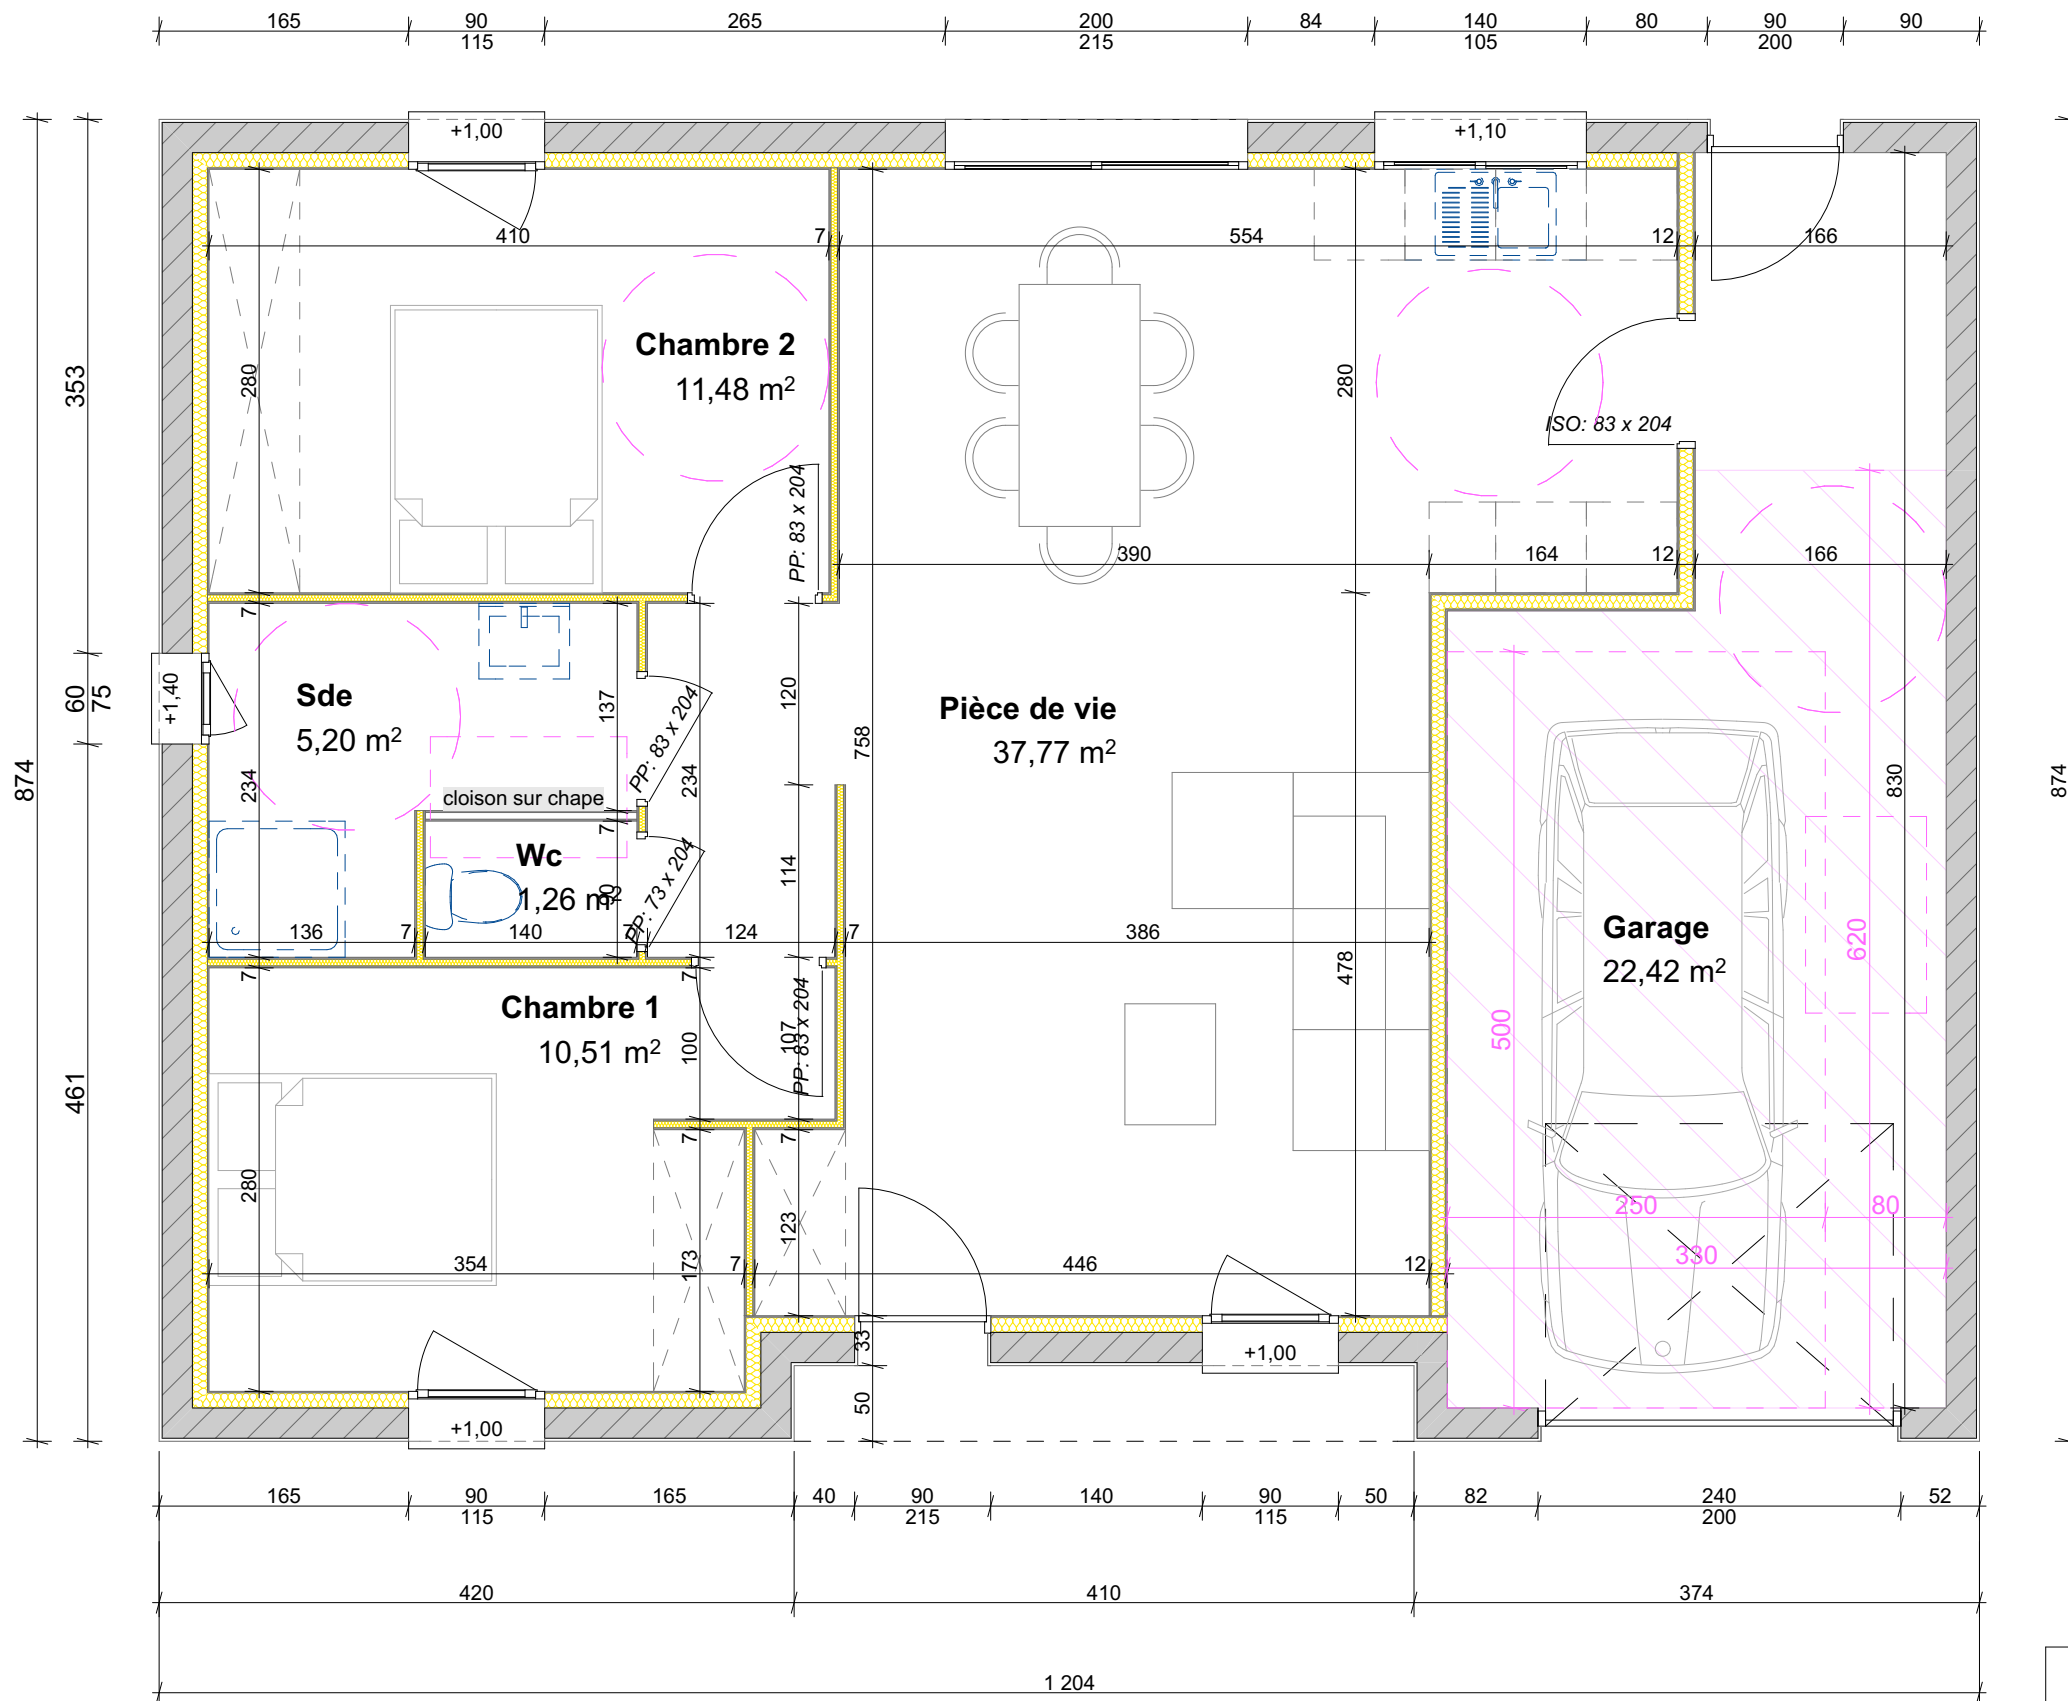 165 90 265 200 84 140 80 90 90
115 215 105 200
+1,00 +1,10
410 7 554 12 166
Chambre 2
11,48 m²
280
280
353
ISO: 83 x 204
PP: 83 x 204
390 164 12 166
7
Sde
5,20 m²
+1,40
60
75
137
120
PP: 83 x 204
Pièce de vie
37,77 m²
758
874
234
234
830
874
cloison sur chape
7
Wc
1,26 m²
90
114
PP: 73 x 204
136 7 140 7 124 7 386
Garage
22,42 m²
620
478
7
7
Chambre 1
10,51 m²
100
107
PP: 83 x 204
500
461
7
7
280
123
173
250 80
330
354 7 446 12
33
+1,00
50
+1,00
165 90 165 40 90 140 90 50 82 240 52
115 215 115 200
420 410 374
1 204